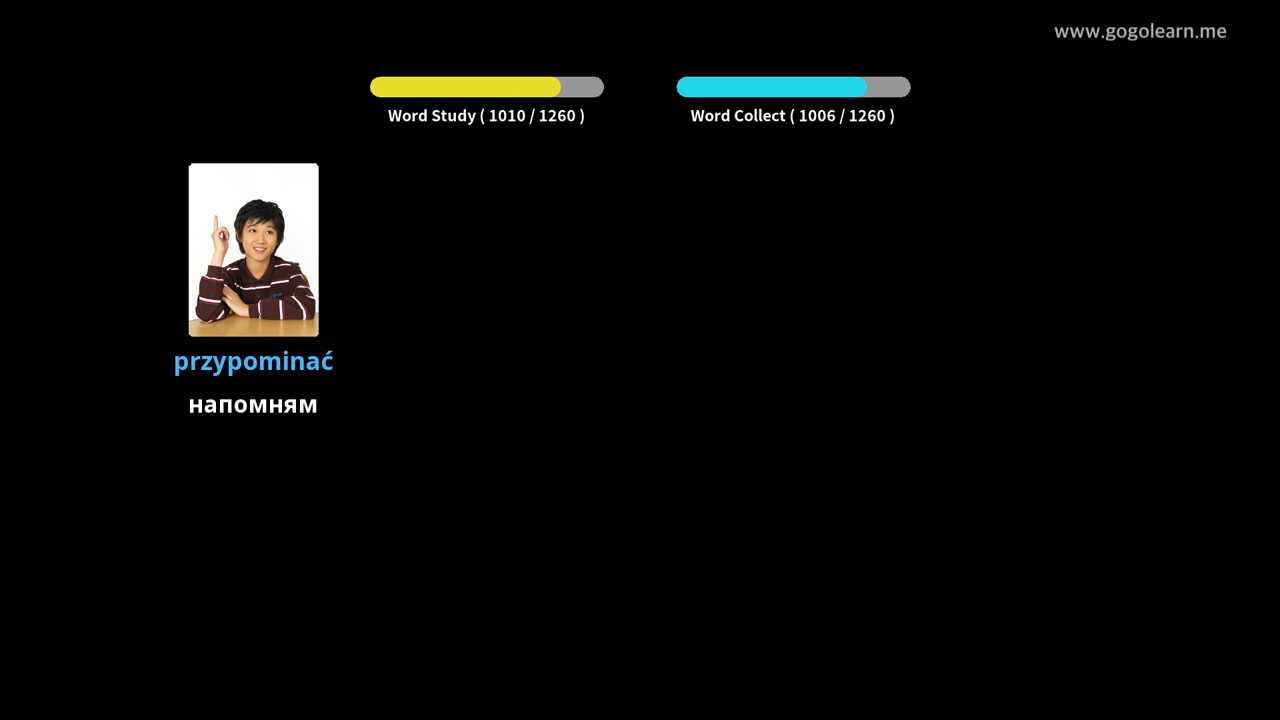 www.gogolearn.me
Word Study ( 1010 / 1260 )
Word Collect ( 1006 / 1260 )
przypominać
напомням